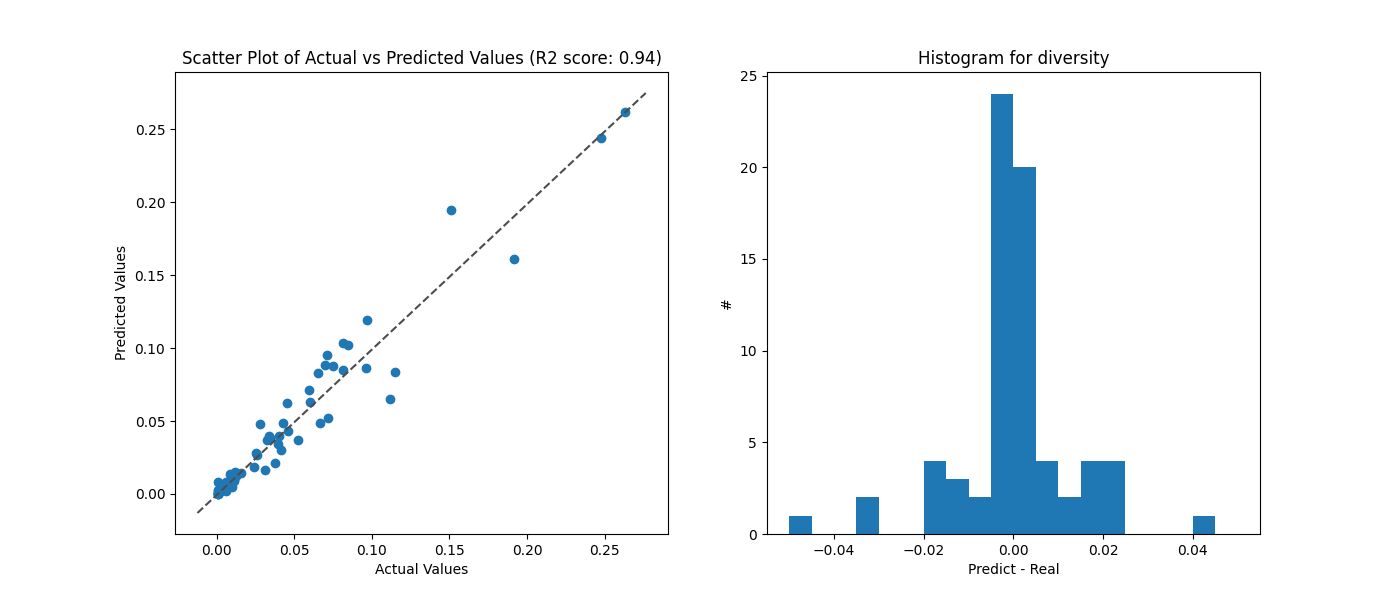 Scatter Plot of Actual vs Predicted Values (R2 score: 0.94)
Predicted Values
0.25
0.20
0.15
0.10
0.05
0.00
0.00 0.05 0.10 0.15 0.20 0.25
Actual Values
Histogram for diversity
#
25
20
15
10
5
0
−0.04 −0.02 0.00 0.02 0.04
Predict - Real